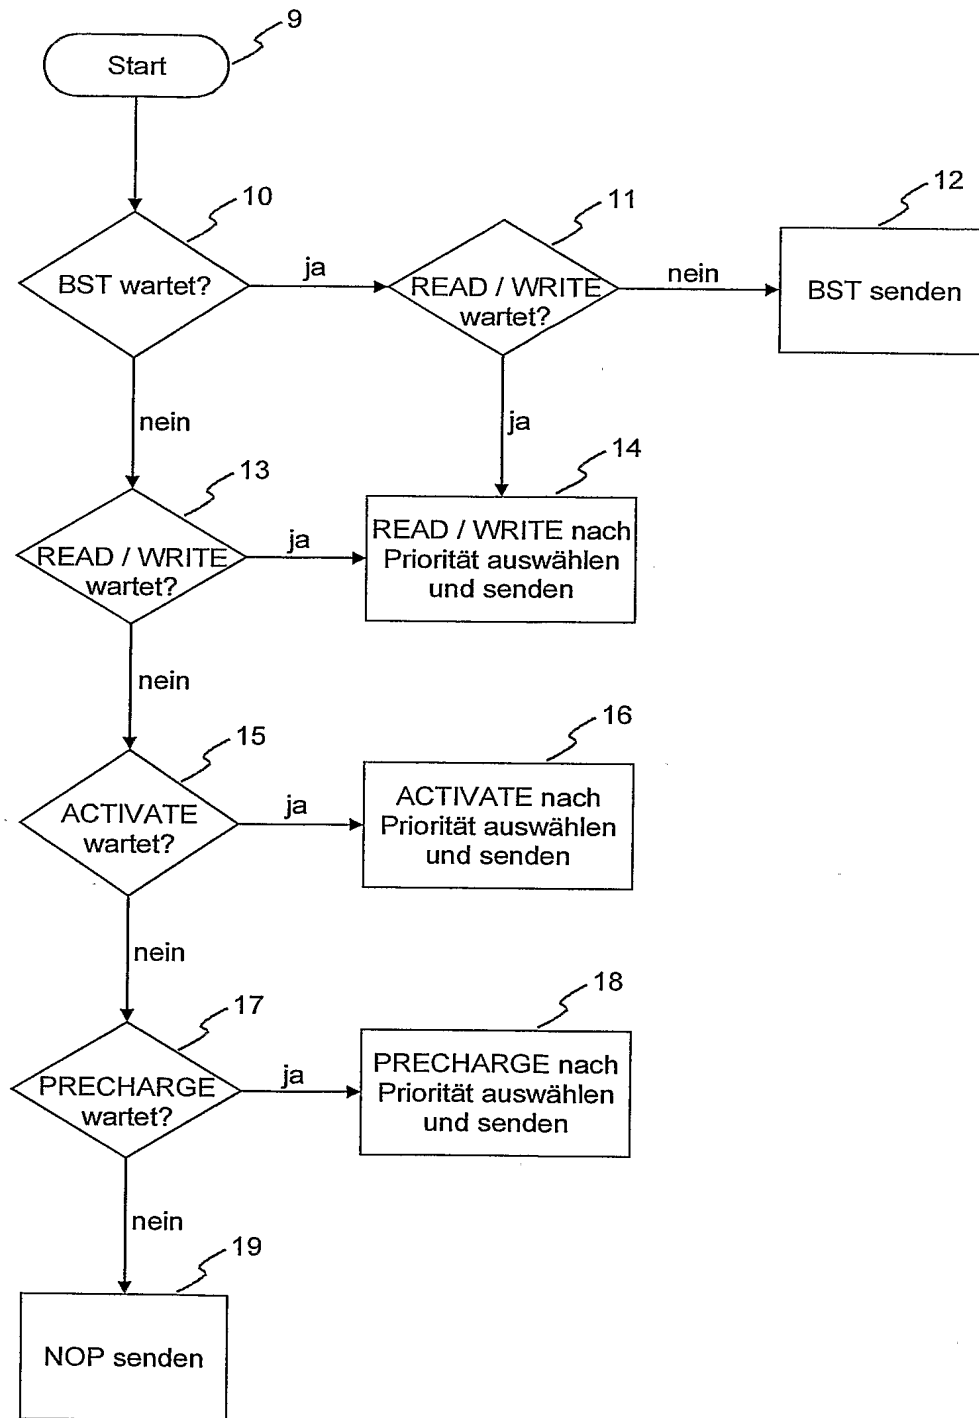 9
Start
10
11
12
BST wartet?
ja
READ / WRITE
wartet?
nein
BST senden
nein
ja
13
14
READ / WRITE
wartet?
ja
READ / WRITE nach
Priorität auswählen
und senden
nein
15
16
ACTIVATE
wartet?
ja
ACTIVATE nach
Priorität auswählen
und senden
nein
17
18
PRECHARGE
wartet?
ja
PRECHARGE nach
Priorität auswählen
und senden
nein
19
NOP senden